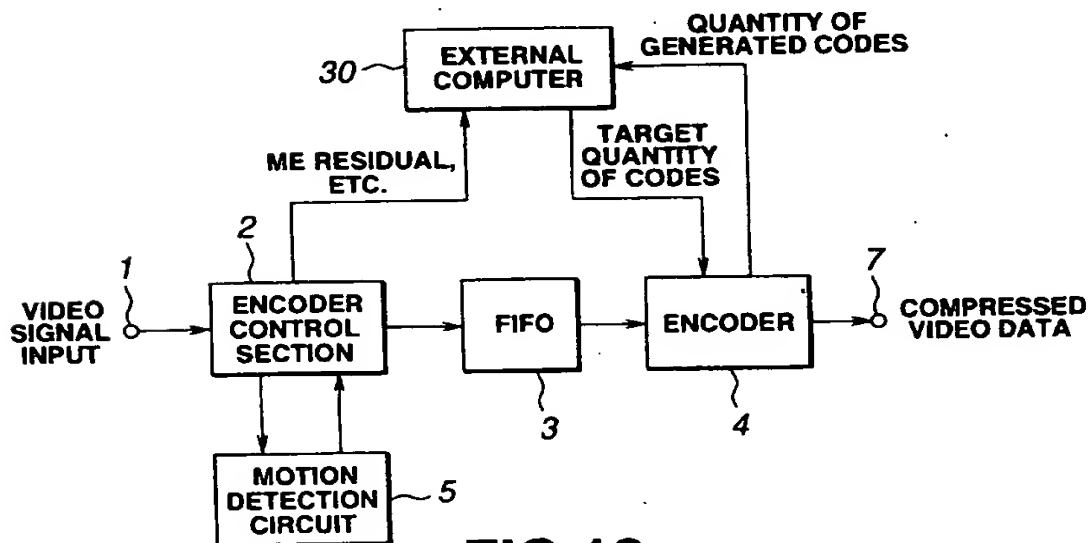 QUANTITY OF
GENERATED CODES
EXTERNAL
COMPUTER
30
TARGET
QUANTITY
OF CODES
ME RESIDUAL,
ETC.
2
1
7
VIDEO
SIGNAL
INPUT
ENCODER
CONTROL
SECTION
FIFO
ENCODER
COMPRESSED
VIDEO DATA
3
4
MOTION
DETECTION
CIRCUIT
5